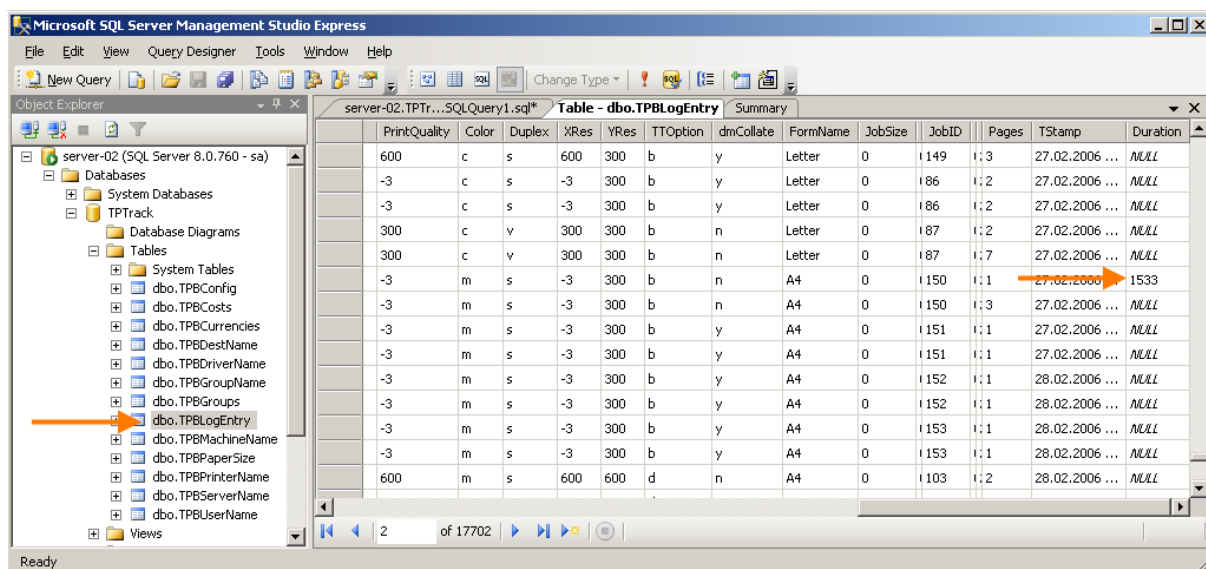 Microsoft SQL Server Management Studio Express
File Edit View Query Designer Tools Window Help
New Query Change Type
Object Explorer
server-02.TPTr...SQLQuery1.sql* Table - dbo.TPBLogEntry Summary
server-02 (SQL Server 8.0.760 - sa)
Databases
System Databases
TPTrack
Database Diagrams
Tables
System Tables
dbo.TPBConfig
dbo.TPBCosts
dbo.TPBCurrencies
dbo.TPBDestName
dbo.TPBDriverName
dbo.TPBGroupName
dbo.TPBGroups
dbo.TPBLogEntry
dbo.TPBMachineName
dbo.TPBPaperSize
dbo.TPBPrinterName
dbo.TPBServerName
dbo.TPBUserName
Views
PrintQuality Color Duplex XRes YRes TTOption dmCollate FormName JobSize JobID Pages TStamp Duration
600 c s 600 300 b y Letter 0 149 3 27.02.2006 ... NULL
-3 c s -3 300 b y Letter 0 86 2 27.02.2006 ... NULL
-3 c s -3 300 b y Letter 0 86 2 27.02.2006 ... NULL
300 c v 300 300 b n Letter 0 87 2 27.02.2006 ... NULL
300 c v 300 300 b n Letter 0 87 7 27.02.2006 ... NULL
-3 m s -3 300 b n A4 0 150 1 27.02.2006 ... 1533
-3 m s -3 300 b n A4 0 150 3 27.02.2006 ... NULL
-3 m s -3 300 b y A4 0 151 1 27.02.2006 ... NULL
-3 m s -3 300 b y A4 0 151 1 27.02.2006 ... NULL
-3 m s -3 300 b y A4 0 152 1 28.02.2006 ... NULL
-3 m s -3 300 b y A4 0 152 1 28.02.2006 ... NULL
-3 m s -3 300 b y A4 0 153 1 28.02.2006 ... NULL
-3 m s -3 300 b y A4 0 153 1 28.02.2006 ... NULL
600 m s 600 600 d n A4 0 103 2 28.02.2006 ... NULL
2 of 17702
Ready